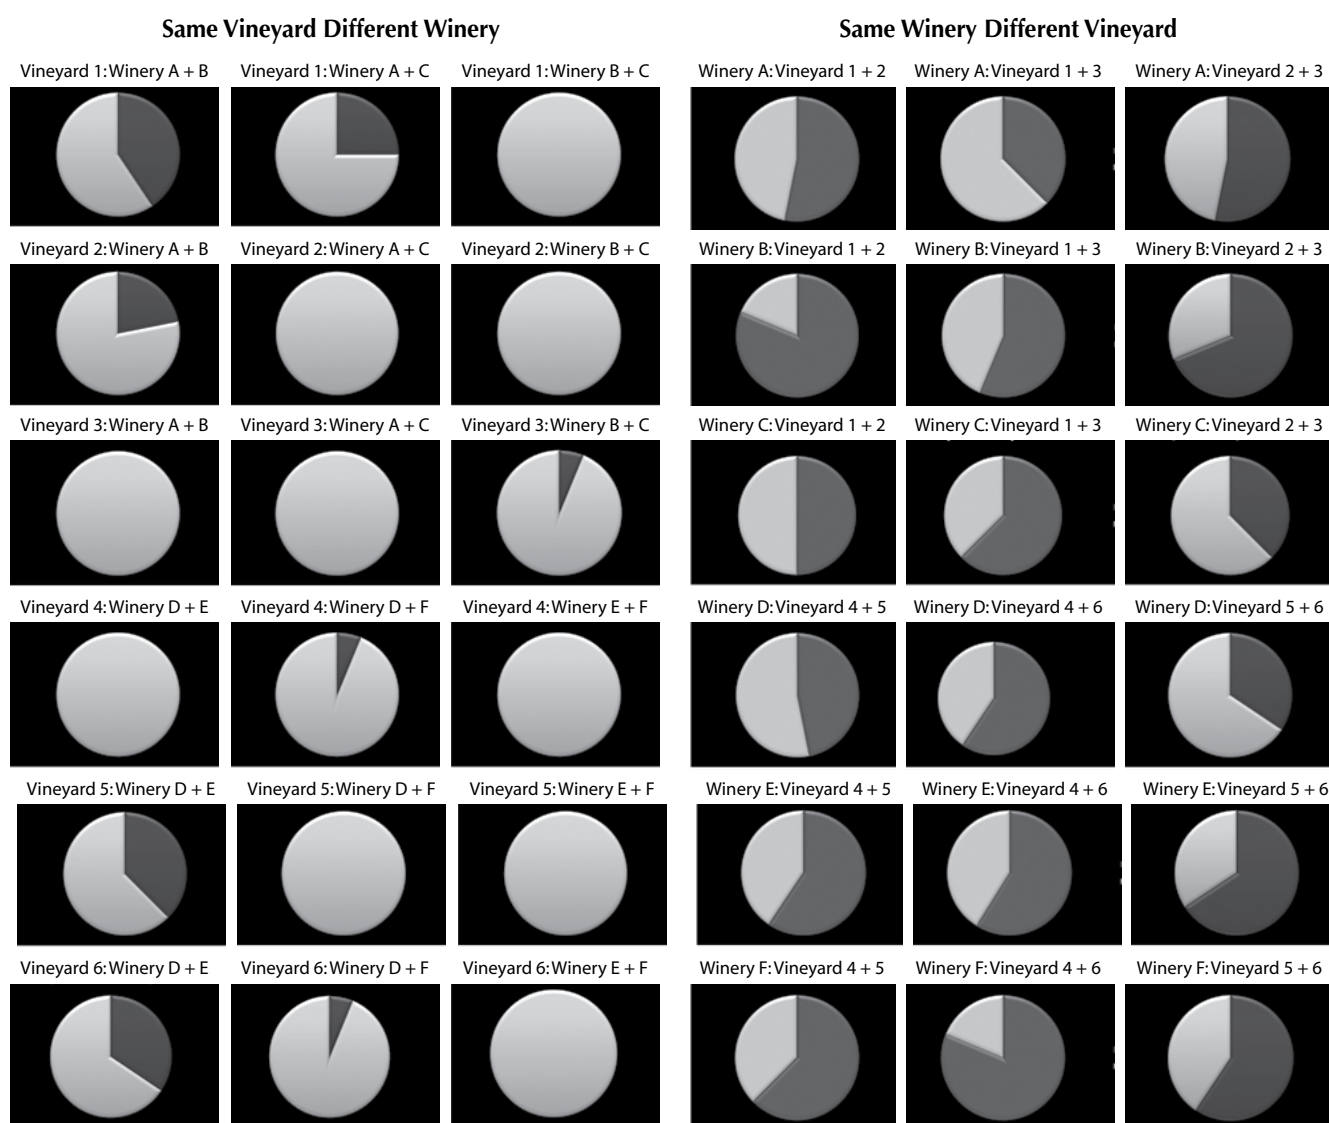 Same Vineyard Different Winery
Same Winery Different Vineyard
Vineyard 1: Winery A + B
Vineyard 1: Winery A + C
Vineyard 1: Winery B + C
Winery A: Vineyard 1 + 2
Winery A: Vineyard 1 + 3
Winery A: Vineyard 2 + 3
Vineyard 2: Winery A + B
Vineyard 2: Winery A + C
Vineyard 2: Winery B + C
Winery B: Vineyard 1 + 2
Winery B: Vineyard 1 + 3
Winery B: Vineyard 2 + 3
Vineyard 3: Winery A + B
Vineyard 3: Winery A + C
Vineyard 3: Winery B + C
Winery C: Vineyard 1 + 2
Winery C: Vineyard 1 + 3
Winery C: Vineyard 2 + 3
Vineyard 4: Winery D + E
Vineyard 4: Winery D + F
Vineyard 4: Winery E + F
Winery D: Vineyard 4 + 5
Winery D: Vineyard 4 + 6
Winery D: Vineyard 5 + 6
Vineyard 5: Winery D + E
Vineyard 5: Winery D + F
Vineyard 5: Winery E + F
Winery E: Vineyard 4 + 5
Winery E: Vineyard 4 + 6
Winery E: Vineyard 5 + 6
Vineyard 6: Winery D + E
Vineyard 6: Winery D + F
Vineyard 6: Winery E + F
Winery F: Vineyard 4 + 5
Winery F: Vineyard 4 + 6
Winery F: Vineyard 5 + 6